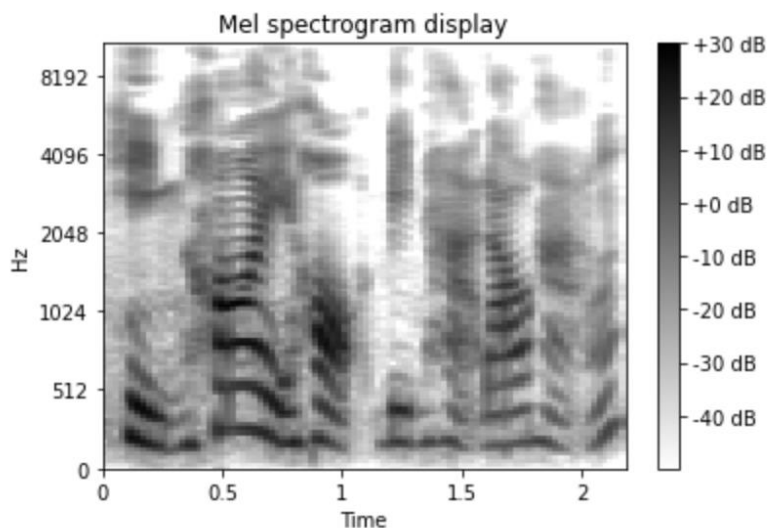 Mel spectrogram display
8192
4096
2048
1024
512
0
Hz
0
0.5
1
1.5
2
Time
+30 dB
+20 dB
+10 dB
+0 dB
-10 dB
-20 dB
-30 dB
-40 dB